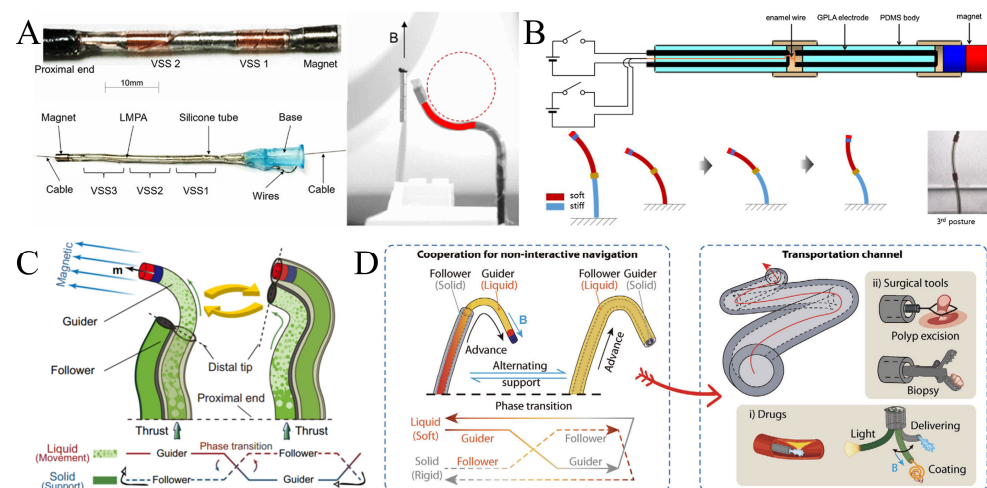 A
Proximal end
VSS 2
VSS 1
Magnet
10mm
Magnet
LMPA
Silicone tube
Base
Cable
VSS3
VSS2
VSS1
Wires
Cable
B
B
enamel wire
GPLA electrode
PDMS body
magnet
soft
stiff
3rd posture
C
Magnetic
m
Guider
Follower
Distal tip
Proximal end
Thrust
Thrust
Liquid
(Movement)
Solid
(Support)
Guider
Phase transition
Follower
Follower
Guider
D
Cooperation for non-interactive navigation
Follower
(Solid)
Guider
(Liquid)
Follower
(Liquid)
Guider
(Solid)
B
Advance
Advance
Alternating
support
Phase transition
Liquid
(Soft)
Guider
Follower
Solid
(Rigid)
Follower
Guider
Transportation channel
ii) Surgical tools
Polyp excision
Biopsy
i) Drugs
Light
Delivering
B
Coating